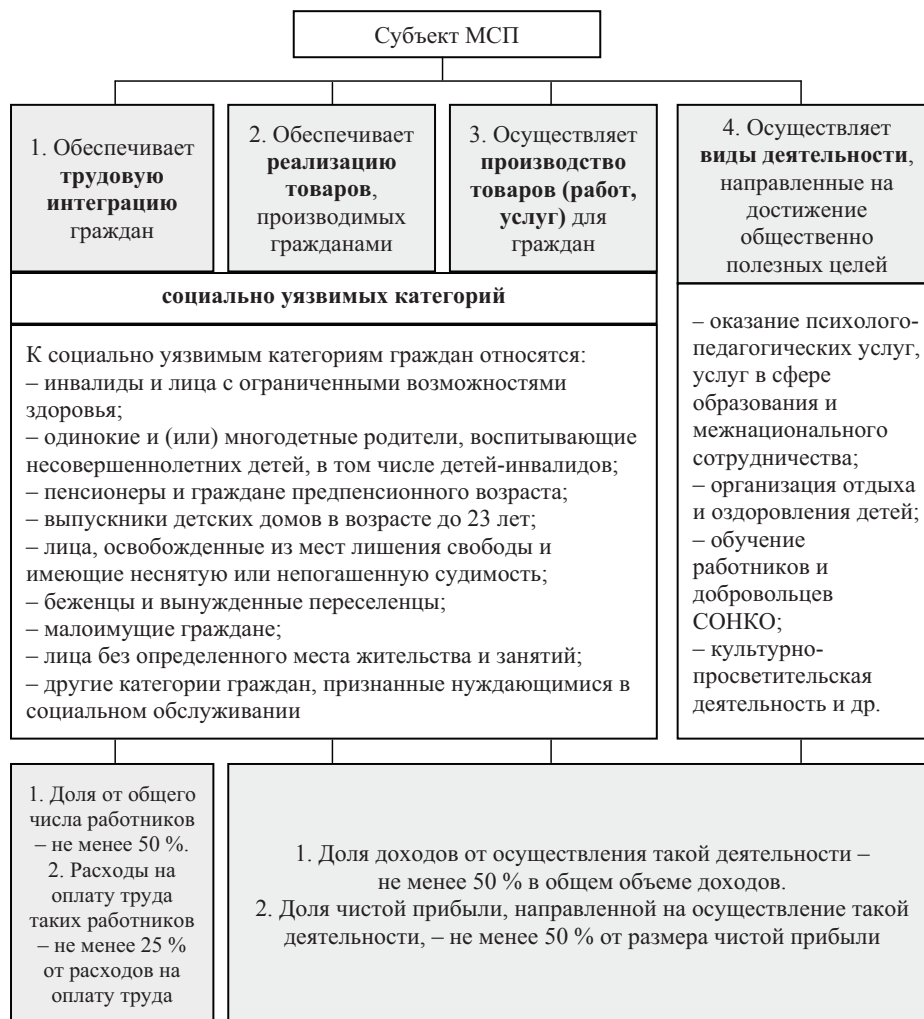 Субъект МСП
1. Обеспечивает
трудовую
интеграцию
граждан
2. Обеспечивает
реализацию
товаров,
производимых
гражданами
3. Осуществляет
производство
товаров (работ,
услуг) для
граждан
4. Осуществляет
виды деятельности,
направленные на
достижение
общественно
полезных целей
социально уязвимых категорий
К социально уязвимым категориям граждан относятся:
– инвалиды и лица с ограниченными возможностями
здоровья;
– одинокие и (или) многодетные родители, воспитывающие
несовершеннолетних детей, в том числе детей-инвалидов;
– пенсионеры и граждане предпенсионного возраста;
– выпускники детских домов в возрасте до 23 лет;
– лица, освобожденные из мест лишения свободы и
имеющие неснятую или непогашенную судимость;
– беженцы и вынужденные переселенцы;
– малоимущие граждане;
– лица без определенного места жительства и занятий;
– другие категории граждан, признанные нуждающимися в
социальном обслуживании
– оказание психолого-
педагогических услуг,
услуг в сфере
образования и
межнационального
сотрудничества;
– организация отдыха
и оздоровления детей;
– обучение
работников и
добровольцев
СОНКО;
– культурно-
просветительская
деятельность и др.
1. Доля от общего
числа работников
– не менее 50 %.
2. Расходы на
оплату труда
таких работников
– не менее 25 %
от расходов на
оплату труда
1. Доля доходов от осуществления такой деятельности –
не менее 50 % в общем объеме доходов.
2. Доля чистой прибыли, направленной на осуществление такой
деятельности, – не менее 50 % от размера чистой прибыли